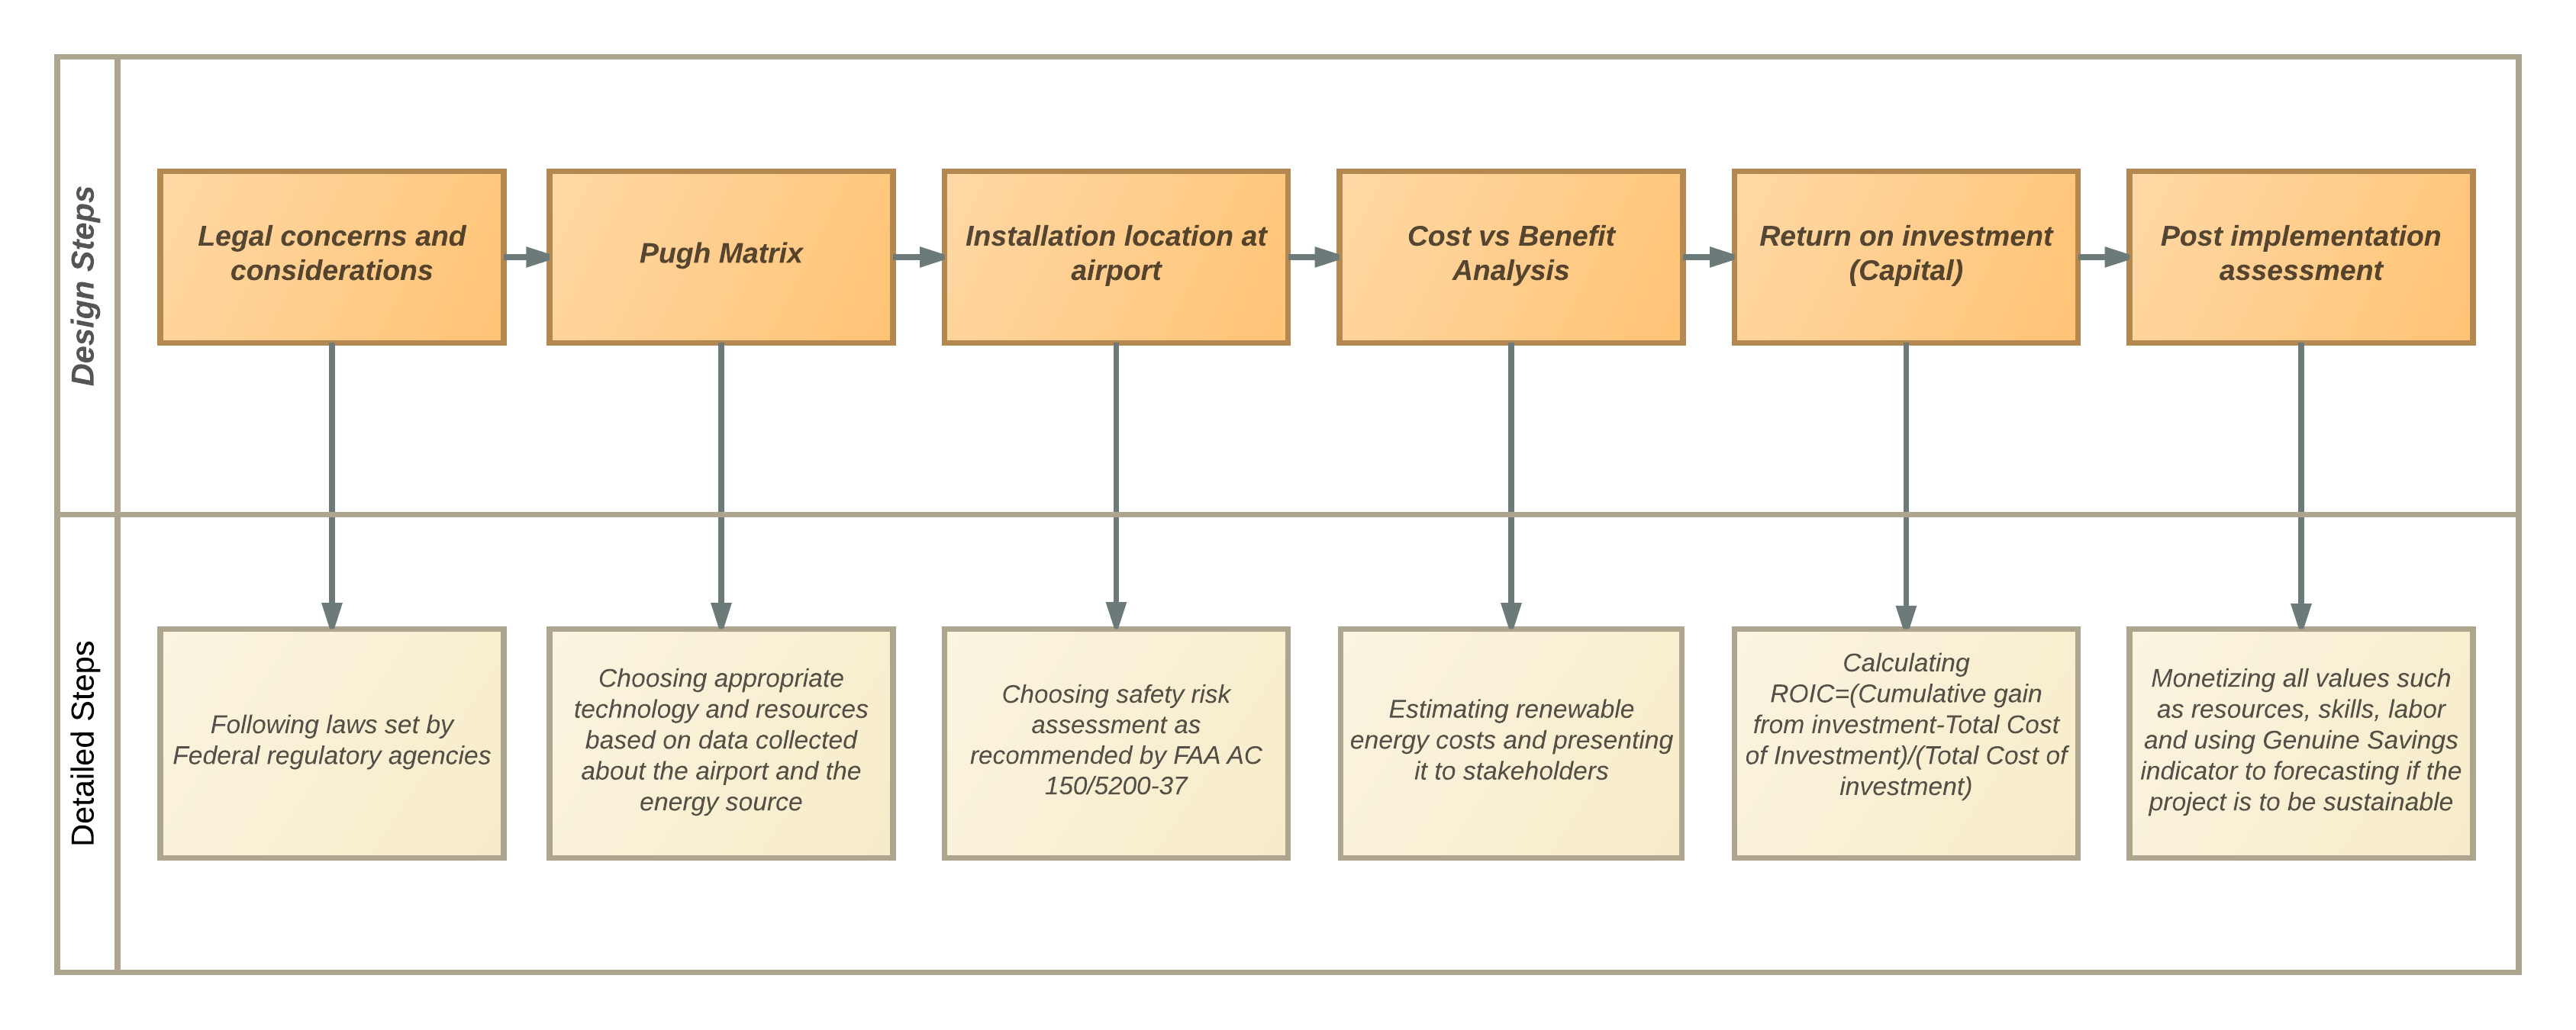 Design Steps
Legal concerns and
considerations
Pugh Matrix
Installation location at
airport
Cost vs Benefit
Analysis
Return on investment
(Capital)
Post implementation
assessment
Detailed Steps
Following laws set by
Federal regulatory agencies
Choosing appropriate
technology and resources
based on data collected
about the airport and the
energy source
Choosing safety risk
assessment as
recommended by FAA AC
150/5200-37
Estimating renewable
energy costs and presenting
it to stakeholders
Calculating
ROIC=(Cumulative gain
from investment-Total Cost
of Investment)/(Total Cost of
investment)
Monetizing all values such
as resources, skills, labor
and using Genuine Savings
indicator to forecasting if the
project is to be sustainable